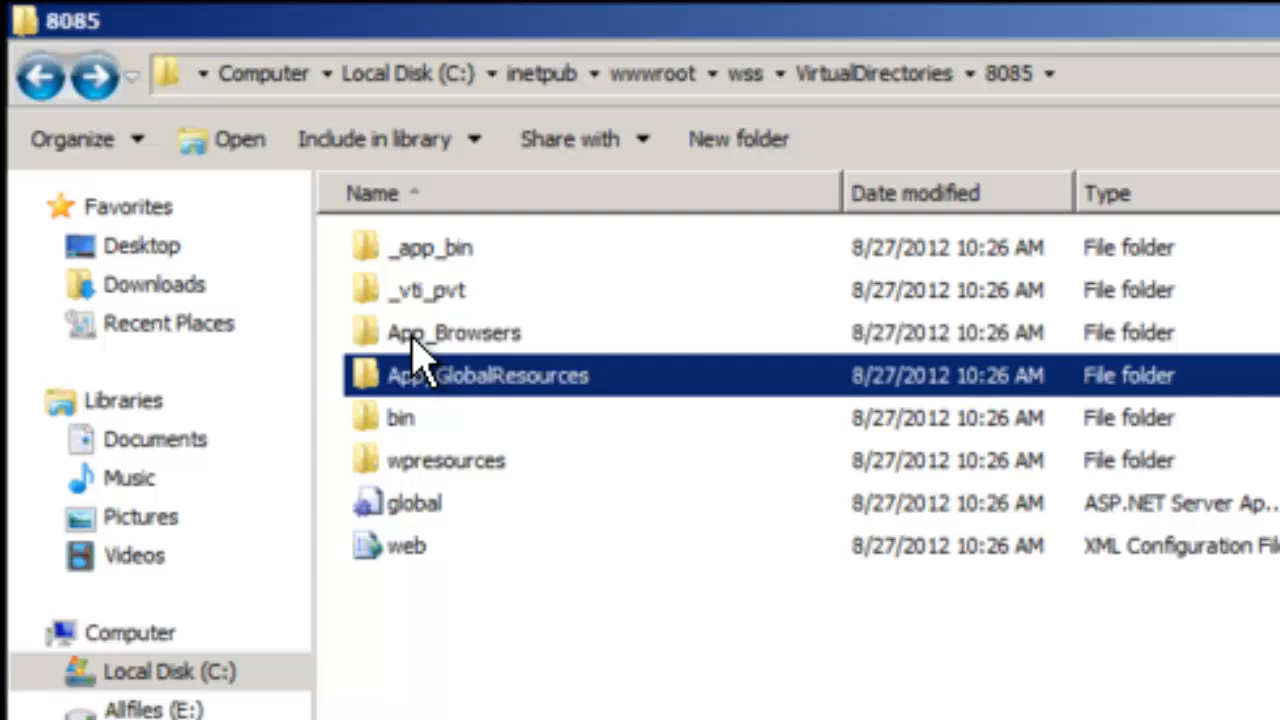 8085
Computer Local Disk (C:) inetpub wwwroot wss VirtualDirectories 8085
Organize Open Include in library Share with New folder
Name Date modified Type
Favorites
Desktop
Downloads
Recent Places
Libraries
Documents
Music
Pictures
Videos
Computer
Local Disk (C:)
Allfiles (E:)
_app_bin 8/27/2012 10:26 AM File folder
_vti_pvt 8/27/2012 10:26 AM File folder
App_Browsers 8/27/2012 10:26 AM File folder
App_GlobalResources 8/27/2012 10:26 AM File folder
bin 8/27/2012 10:26 AM File folder
wpresources 8/27/2012 10:26 AM File folder
global 8/27/2012 10:26 AM ASP.NET Server Ap...
web 8/27/2012 10:26 AM XML Configuration Fil